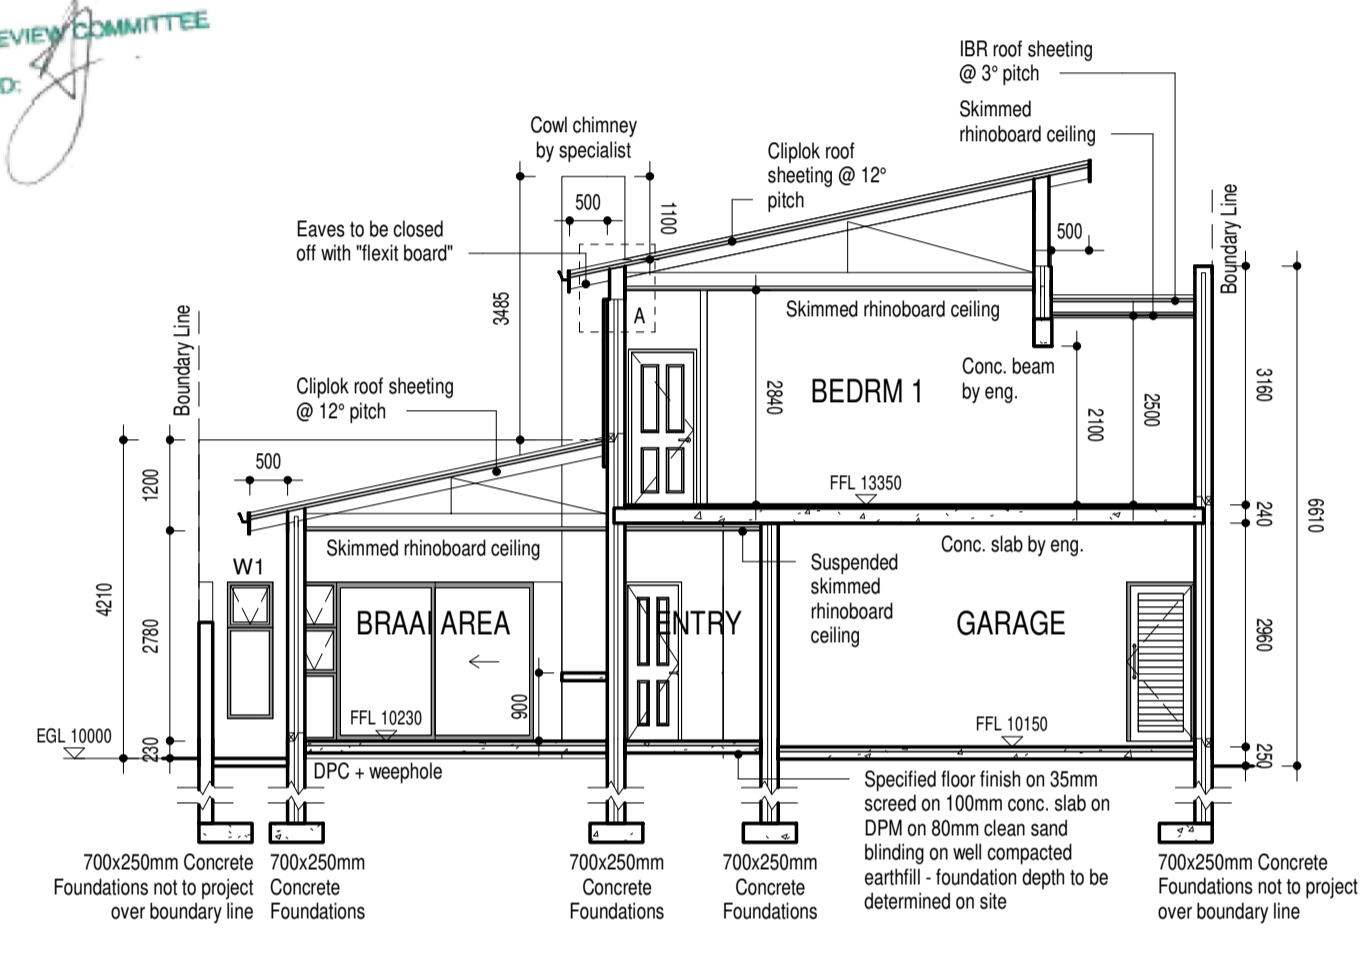 EVIEW COMMITTEE
D:
IBR roof sheeting
@ 3° pitch
Skimmed
rhinoboard ceiling
Cowl chimney
by specialist
Cliplok roof
sheeting @ 12°
pitch
500
1100
Eaves to be closed
off with "flexit board"
500
Boundary Line
3485
A
Skimmed rhinoboard ceiling
Boundary Line
Cliplok roof sheeting
@ 12° pitch
Conc. beam
by eng.
BEDRM 1
2840
2100
2500
3160
500
1200
FFL 13350
240
6610
Skimmed rhinoboard ceiling
Conc. slab by eng.
W1
Suspended
skimmed
rhinoboard
ceiling
4210
2780
BRAAI AREA
ENTRY
GARAGE
2960
900
FFL 10230
FFL 10150
EGL 10000
230
250
DPC + weephole
Specified floor finish on 35mm
screed on 100mm conc. slab on
DPM on 80mm clean sand
blinding on well compacted
earthfill - foundation depth to be
determined on site
700x250mm Concrete
Foundations not to project
over boundary line
700x250mm
Concrete
Foundations
700x250mm
Concrete
Foundations
700x250mm
Concrete
Foundations
700x250mm Concrete
Foundations not to project
over boundary line